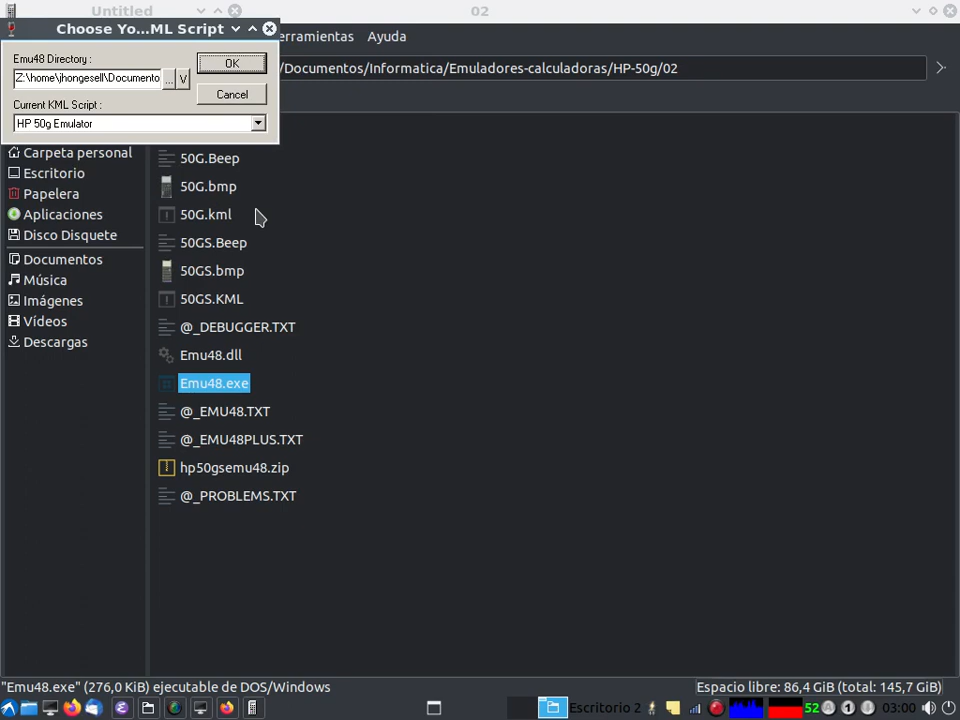 Untitled
02
Choose Yo...ML Script
erramientas Ayuda
Emu48 Directory :
OK
Z:\home\jhongesell\Documento ... V
/Documentos/Informatica/Emuladores-calculadoras/HP-50g/02
Cancel
Current KML Script :
HP 50g Emulator
Carpeta personal
Escritorio
Papelera
Aplicaciones
Disco Disquete
Documentos
Música
Imágenes
Vídeos
Descargas
50G.Beep
50G.bmp
50G.kml
50GS.Beep
50GS.bmp
50GS.KML
@_DEBUGGER.TXT
Emu48.dll
Emu48.exe
@_EMU48.TXT
@_EMU48PLUS.TXT
hp50gsemu48.zip
@_PROBLEMS.TXT
"Emu48.exe" (276,0 KiB) ejecutable de DOS/Windows
Espacio libre: 86,4 GiB (total: 145,7 GiB)
Escritorio 2
52
03:00